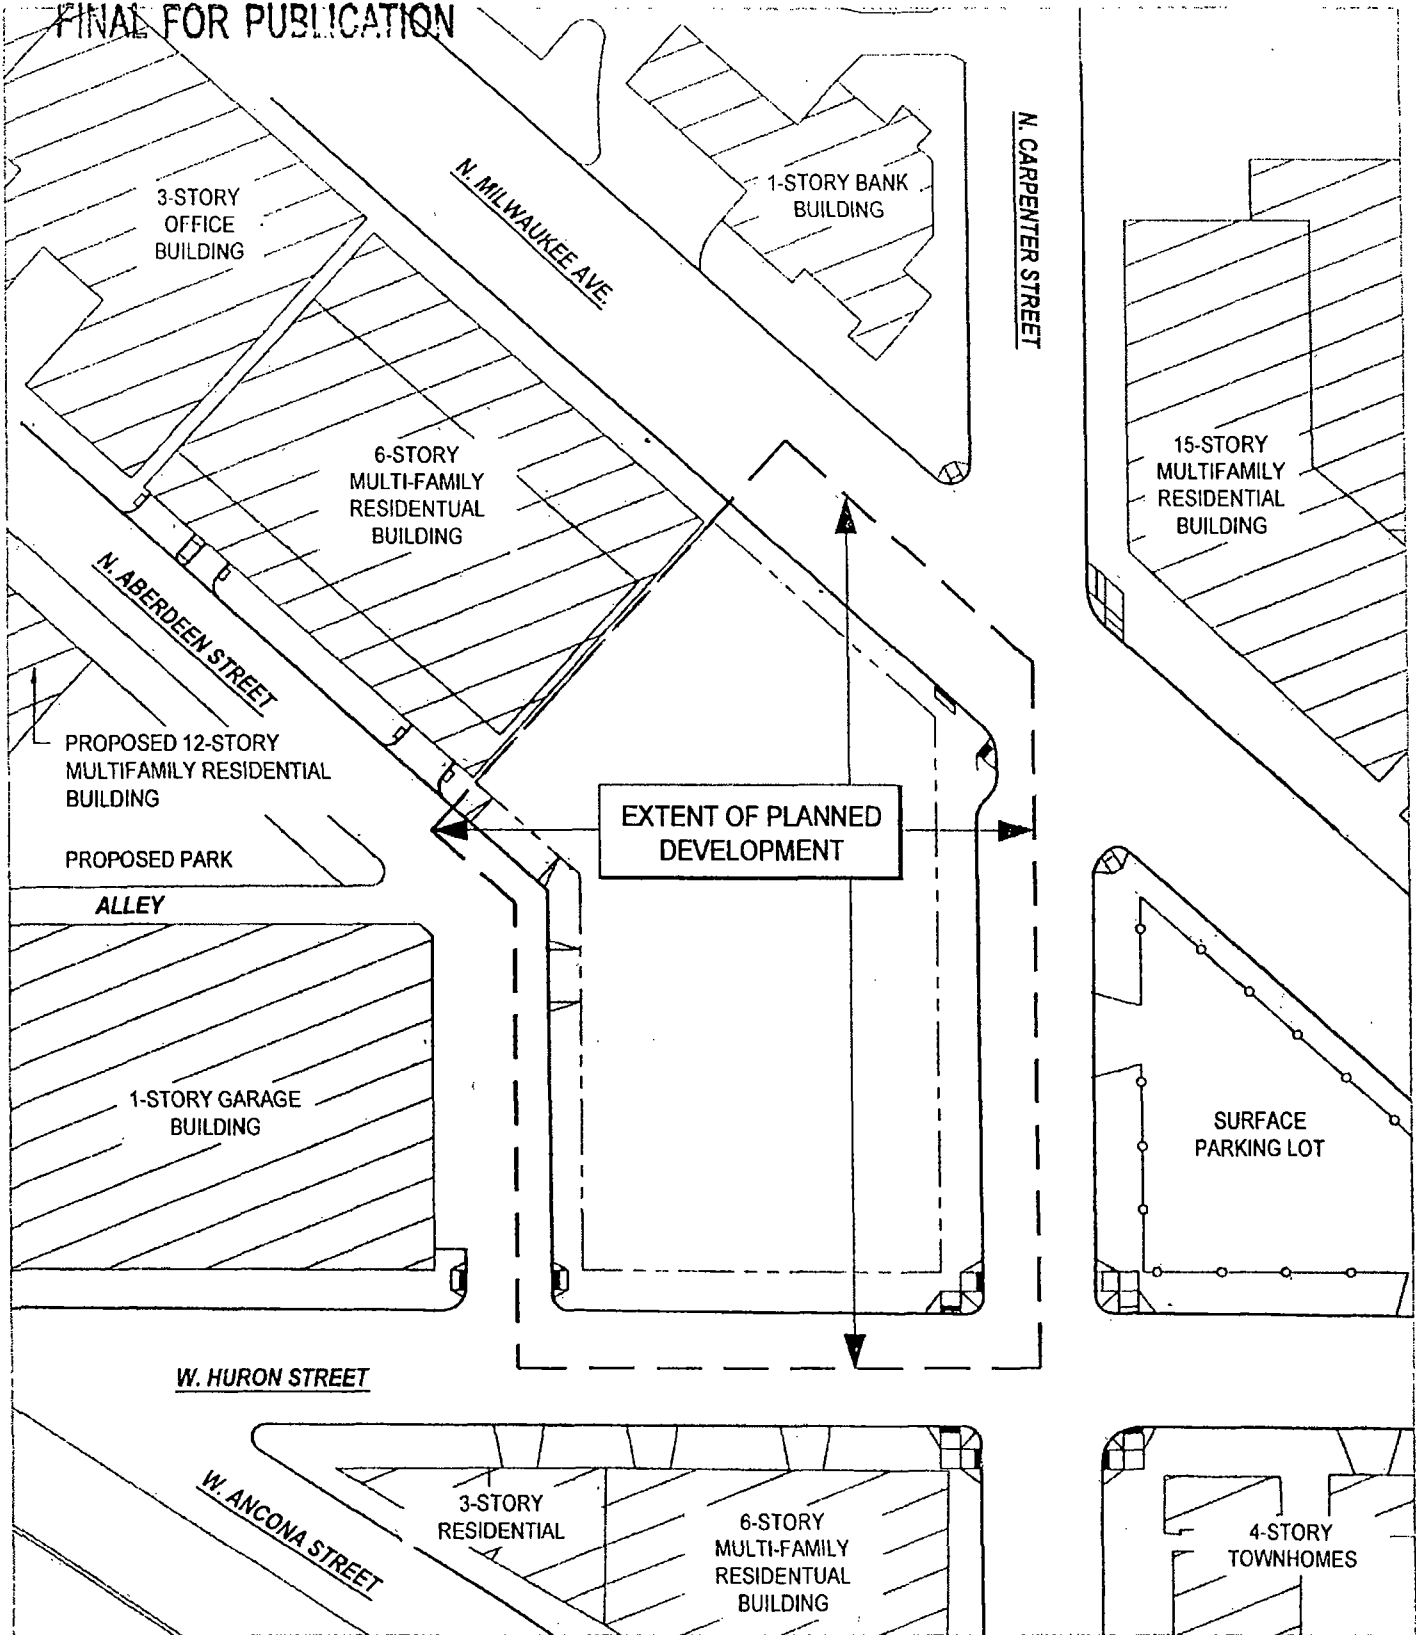 FINAL FOR PUBLICATION
N. MILWAUKEE AVE.
N. CARPENTER STREET
1-STORY BANK
BUILDING
3-STORY
OFFICE
BUILDING
6-STORY
MULTI-FAMILY
RESIDENTUAL
BUILDING
15-STORY
MULTIFAMILY
RESIDENTIAL
BUILDING
N. ABERDEEN STREET
PROPOSED 12-STORY
MULTIFAMILY RESIDENTIAL
BUILDING
EXTENT OF PLANNED
DEVELOPMENT
PROPOSED PARK
ALLEY
1-STORY GARAGE
BUILDING
SURFACE
PARKING LOT
W. HURON STREET
W. ANCONA STREET
3-STORY
RESIDENTIAL
6-STORY
MULTI-FAMILY
RESIDENTUAL
BUILDING
4-STORY
TOWNHOMES